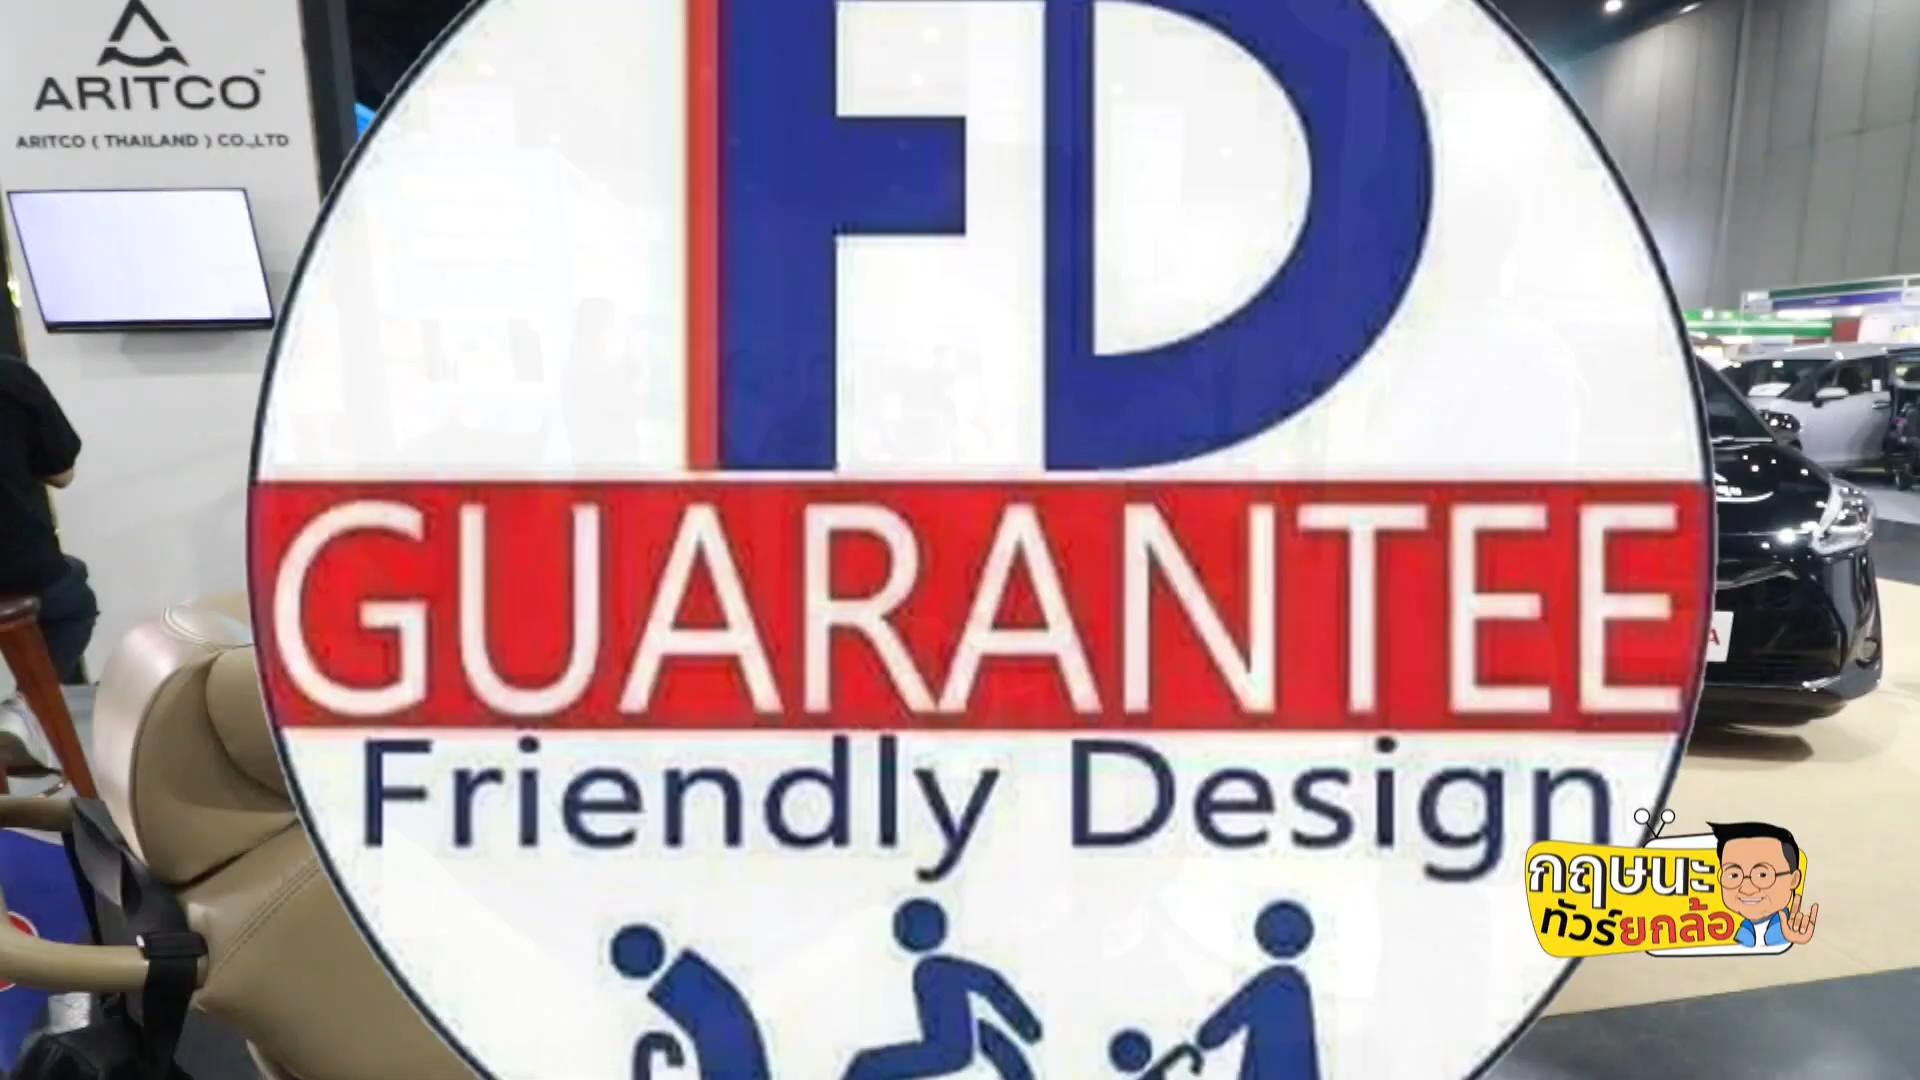 ARITCO™
ARITCO ( THAILAND ) CO.,LTD
FD
GUARANTEE
Friendly Design
กฤษนะ
ทัวร์ยกล้อ